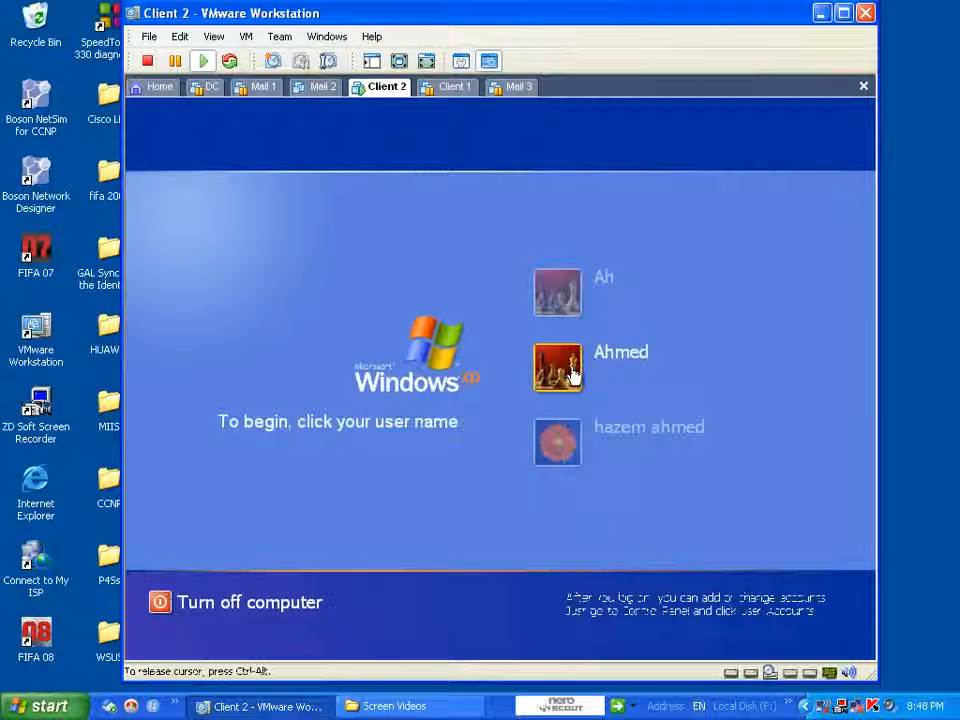 Recycle Bin
SpeedTo
330 diagn
Boson NetSim
for CCNP
Cisco L
Boson Network
Designer
fifa 200
FIFA 07
GAL Sync
the Ident
VMware
Workstation
HUAW
ZD Soft Screen
Recorder
MIIS
Internet
Explorer
CCNP
Connect to My
ISP
P4Ss
FIFA 08
WSUS
Client 2 - VMware Workstation
File Edit View VM Team Windows Help
Home DC Mail 1 Mail 2 Client 2 Client 1 Mail 3
Microsoft
Windows xp
To begin, click your user name
Ah
Ahmed
hazem ahmed
Turn off computer
After you log on, you can add or change accounts.
Just go to Control Panel and click User Accounts.
To release cursor, press Ctrl-Alt.
start
Client 2 - VMware Wo...
Screen Videos
nero
SCOUT
Address
EN
Local Disk (F:)
8:48 PM